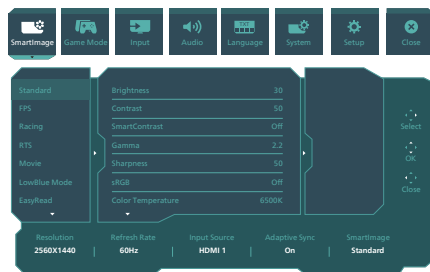 SmartImage Game Mode Input Audio TXT Language System Setup Close
Standard Brightness 30
FPS Contrast 50
Racing SmartContrast Off
Select
RTS Gamma 2.2
OK
Movie Sharpness 50
LowBlue Mode sRGB Off
Close
EasyRead Color Temperature 6500K
Resolution Refresh Rate Input Source Adaptive Sync SmartImage
2560X1440 60Hz HDMI 1 On Standard